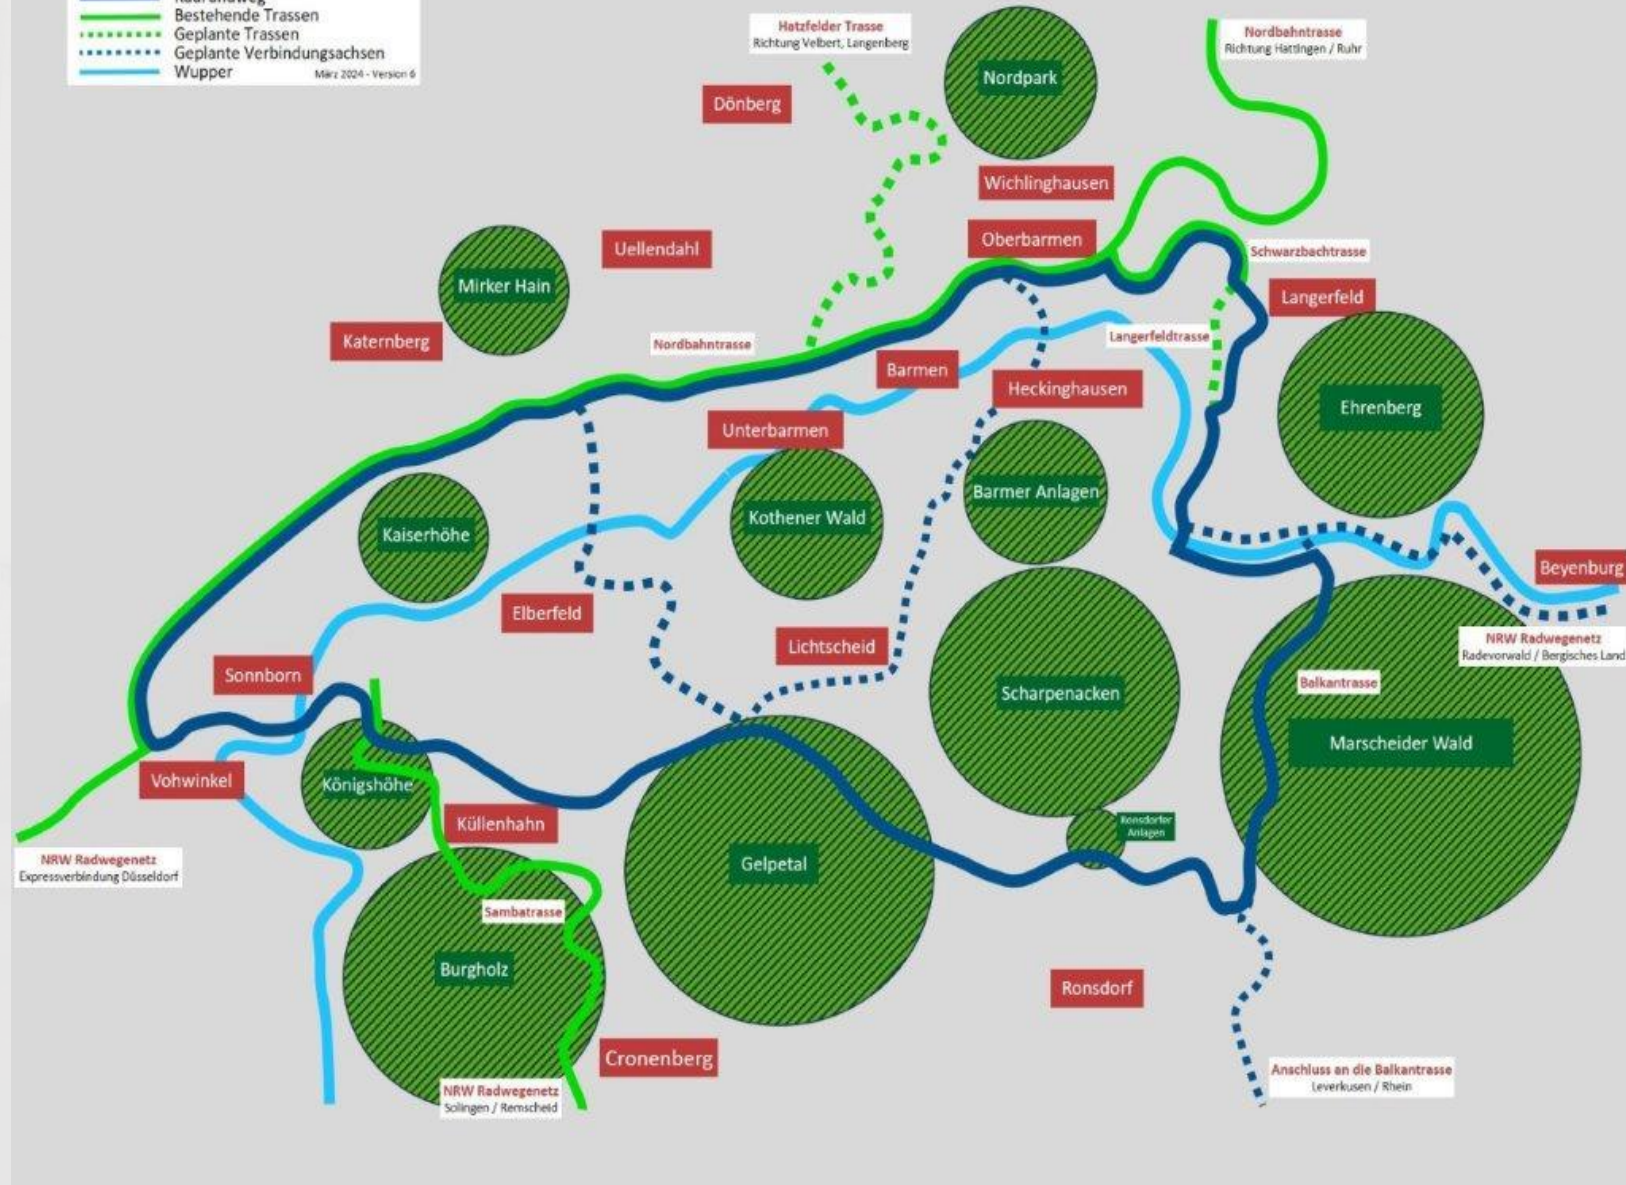 Radrundweg
Bestehende Trassen
Geplante Trassen
Geplante Verbindungsachsen
Wupper
März 2024 - Version 6
Hatzfelder Trasse
Richtung Velbert, Langenberg
Nordbahntrasse
Richtung Hattingen / Ruhr
Nordpark
Dönberg
Wichlinghausen
Uellendahl
Oberbarmen
Schwarzbachtrasse
Mirker Hain
Langerfeld
Katernberg
Nordbahntrasse
Langerfeldtrasse
Barmen
Heckinghausen
Ehrenberg
Unterbarmen
Barmer Anlagen
Kothener Wald
Kaiserhöhe
Beyenburg
Elberfeld
Lichtscheid
NRW Radwegenetz
Radevorwald / Bergisches Land
Sonnborn
Balkantrasse
Scharpenacken
Marscheider Wald
Vohwinkel
Königshöhe
Küllenhahn
Ronsdorfer
Anlagen
NRW Radwegenetz
Expressverbindung Düsseldorf
Gelpetal
Sambatrasse
Burgholz
Ronsdorf
Cronenberg
Anschluss an die Balkantrasse
Leverkusen / Rhein
NRW Radwegenetz
Solingen / Remscheid